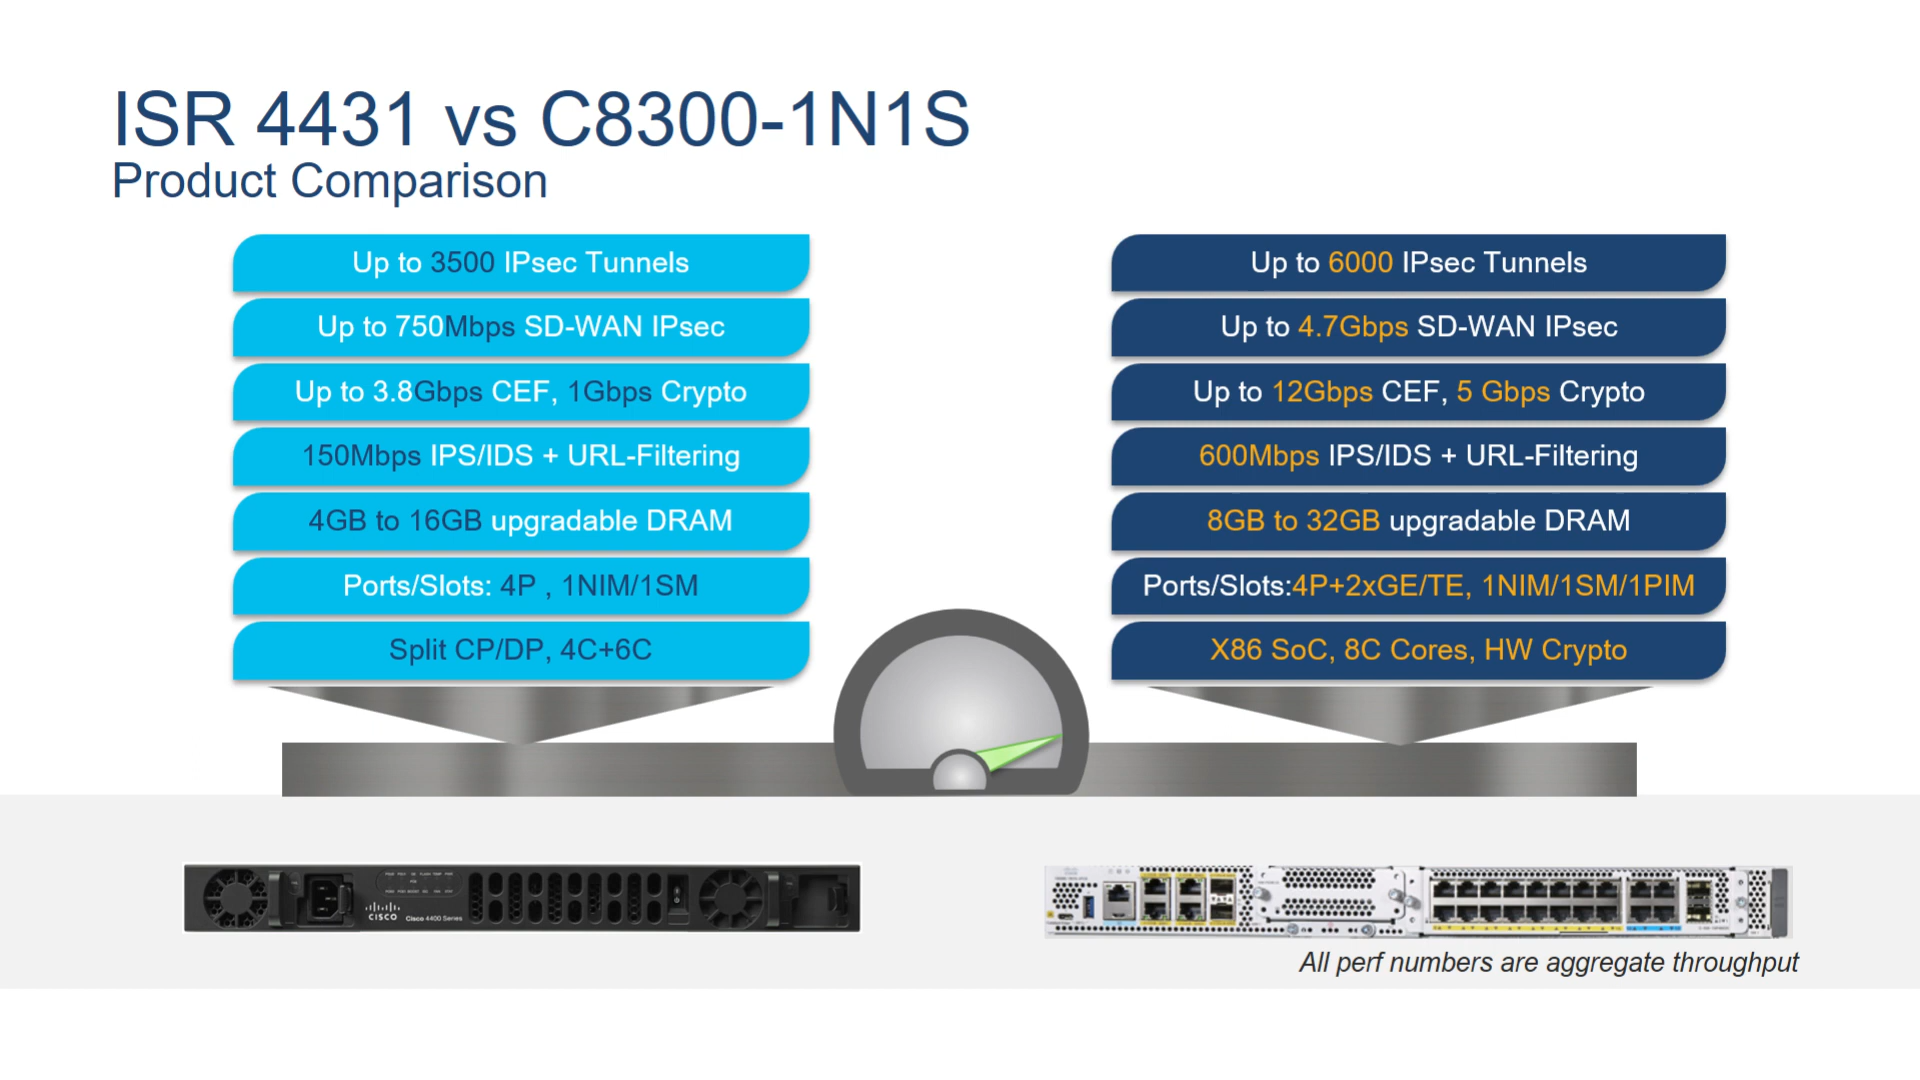 ISR 4431 vs C8300-1N1S
Product Comparison
Up to 3500 IPsec Tunnels
Up to 750Mbps SD-WAN IPsec
Up to 3.8Gbps CEF, 1Gbps Crypto
150Mbps IPS/IDS + URL-Filtering
4GB to 16GB upgradable DRAM
Ports/Slots: 4P , 1NIM/1SM
Split CP/DP, 4C+6C
Up to 6000 IPsec Tunnels
Up to 4.7Gbps SD-WAN IPsec
Up to 12Gbps CEF, 5 Gbps Crypto
600Mbps IPS/IDS + URL-Filtering
8GB to 32GB upgradable DRAM
Ports/Slots:4P+2xGE/TE, 1NIM/1SM/1PIM
X86 SoC, 8C Cores, HW Crypto
CISCO Cisco 4400 Series
All perf numbers are aggregate throughput